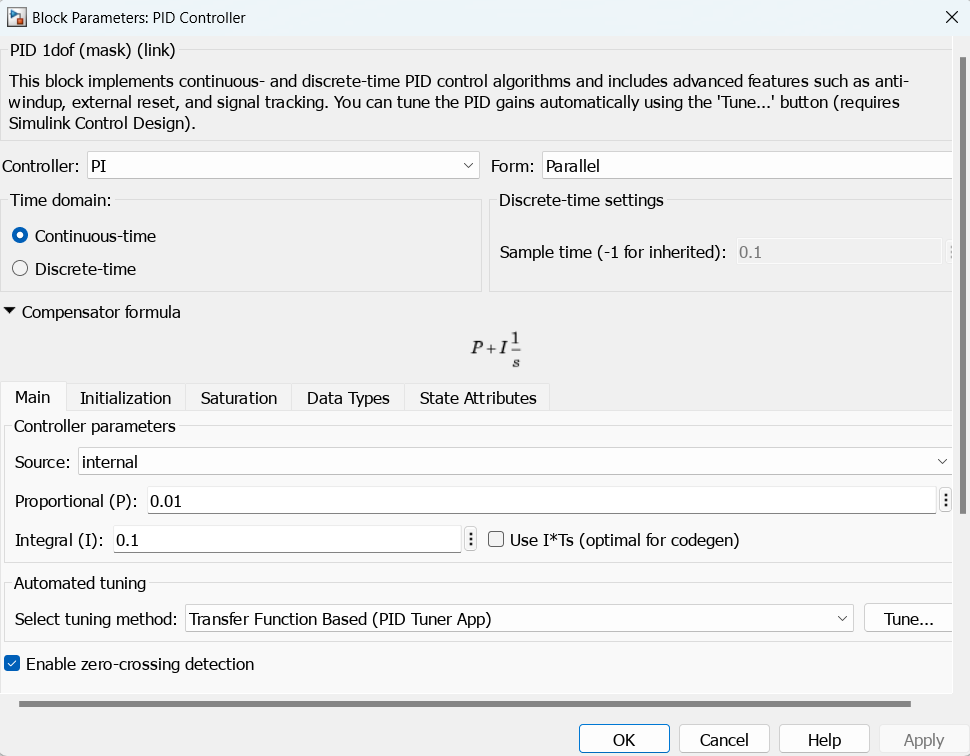 Block Parameters: PID Controller
PID 1dof (mask) (link)
This block implements continuous- and discrete-time PID control algorithms and includes advanced features such as anti-
windup, external reset, and signal tracking. You can tune the PID gains automatically using the 'Tune...' button (requires
Simulink Control Design).
Controller: PI Form: Parallel
Time domain: Discrete-time settings
Continuous-time
Sample time (-1 for inherited): 0.1
Discrete-time
Compensator formula
P + I 1/s
Main Initialization Saturation Data Types State Attributes
Controller parameters
Source: internal
Proportional (P): 0.01
Integral (I): 0.1 Use I*Ts (optimal for codegen)
Automated tuning
Select tuning method: Transfer Function Based (PID Tuner App) Tune...
Enable zero-crossing detection
OK Cancel Help Apply